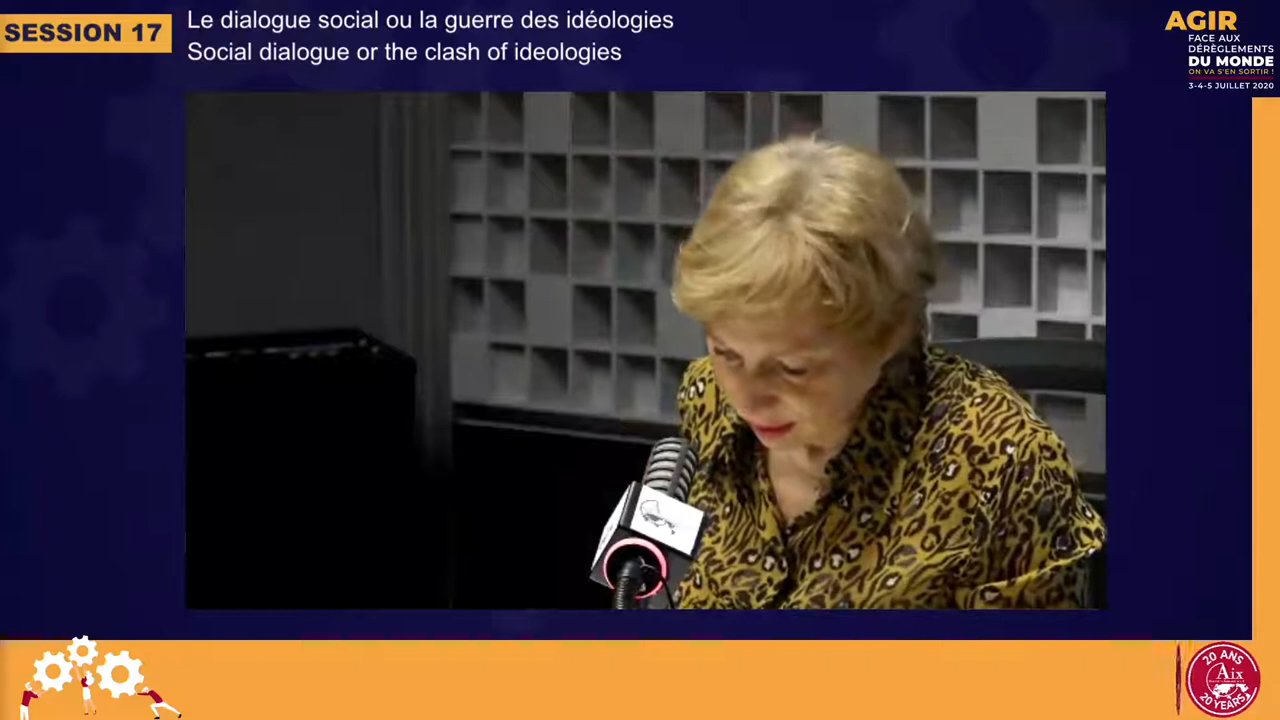 SESSION 17
Le dialogue social ou la guerre des idéologies
Social dialogue or the clash of ideologies
AGIR
FACE AUX
DÉRÈGLEMENTS
DU MONDE
ON VA S'EN SORTIR !
3-4-5 JUILLET 2020
20 ANS
Aix
20 YEARS